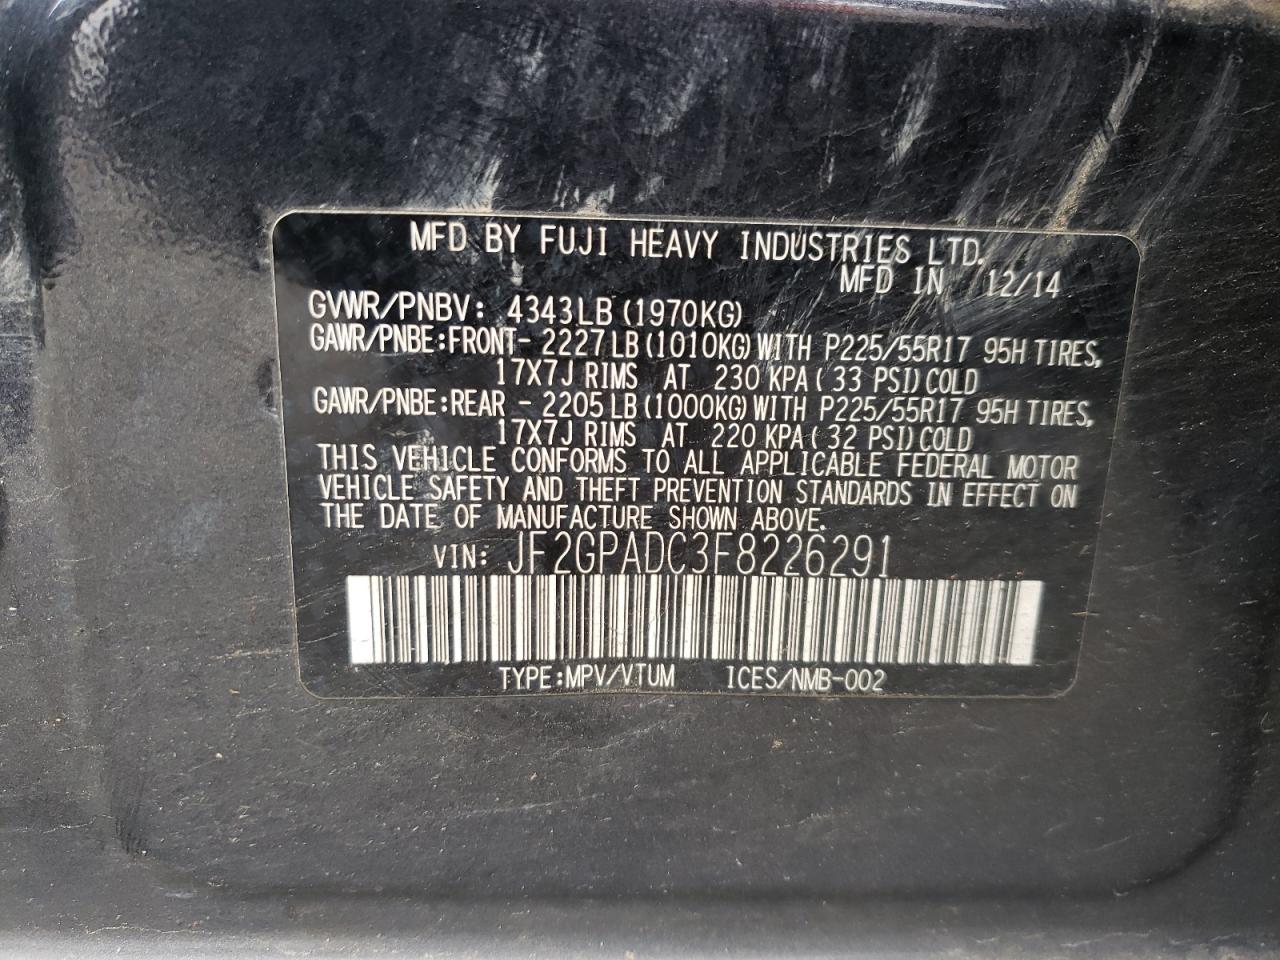 MFD BY FUJI HEAVY INDUSTRIES LTD.
MFD IN 12/14
GVWR/PNBV: 4343LB (1970KG)
GAWR/PNBE:FRONT- 2227LB(1010KG)WITH P225/55R17 95H TIRES,
17X7J RIMS AT 230 KPA( 33 PSI)COLD
GAWR/PNBE:REAR - 2205LB(1000KG)WITH P225/55R17 95H TIRES,
17X7J RIMS AT 220 KPA( 32 PSI)COLD
THIS VEHICLE CONFORMS TO ALL APPLICABLE FEDERAL MOTOR
VEHICLE SAFETY AND THEFT PREVENTION STANDARDS IN EFFECT ON
THE DATE OF MANUFACTURE SHOWN ABOVE.
VIN: JF2GPADC3F8226291
TYPE:MPV/VTUM ICES/NMB-002